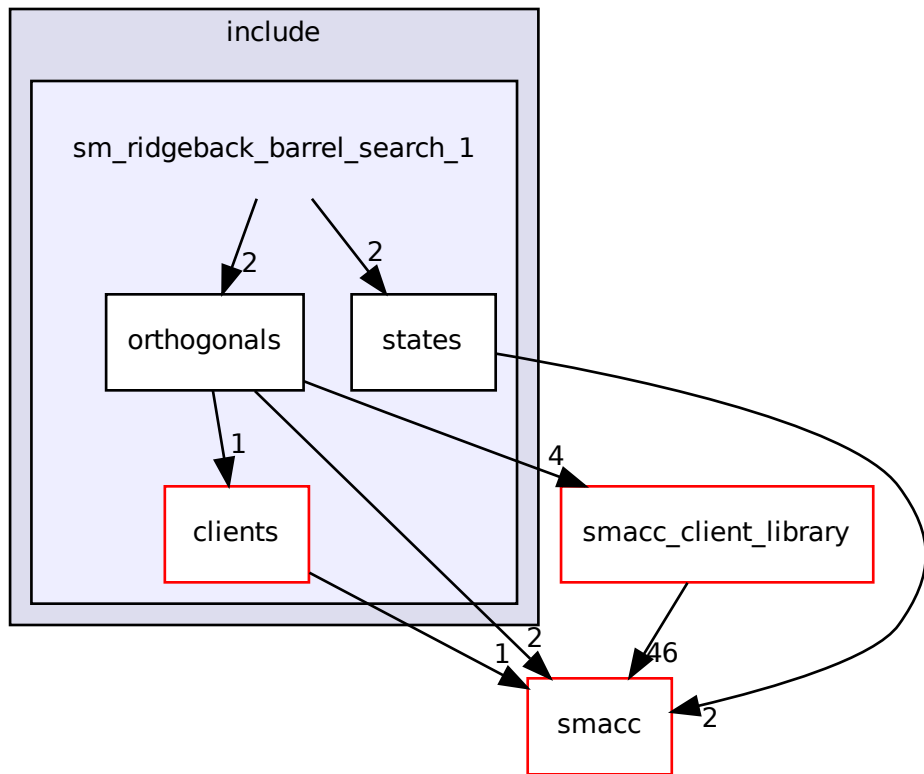 include
sm_ridgeback_barrel_search_1
2
2
orthogonals
states
1
4
clients
smacc_client_library
2
1
46
2
smacc